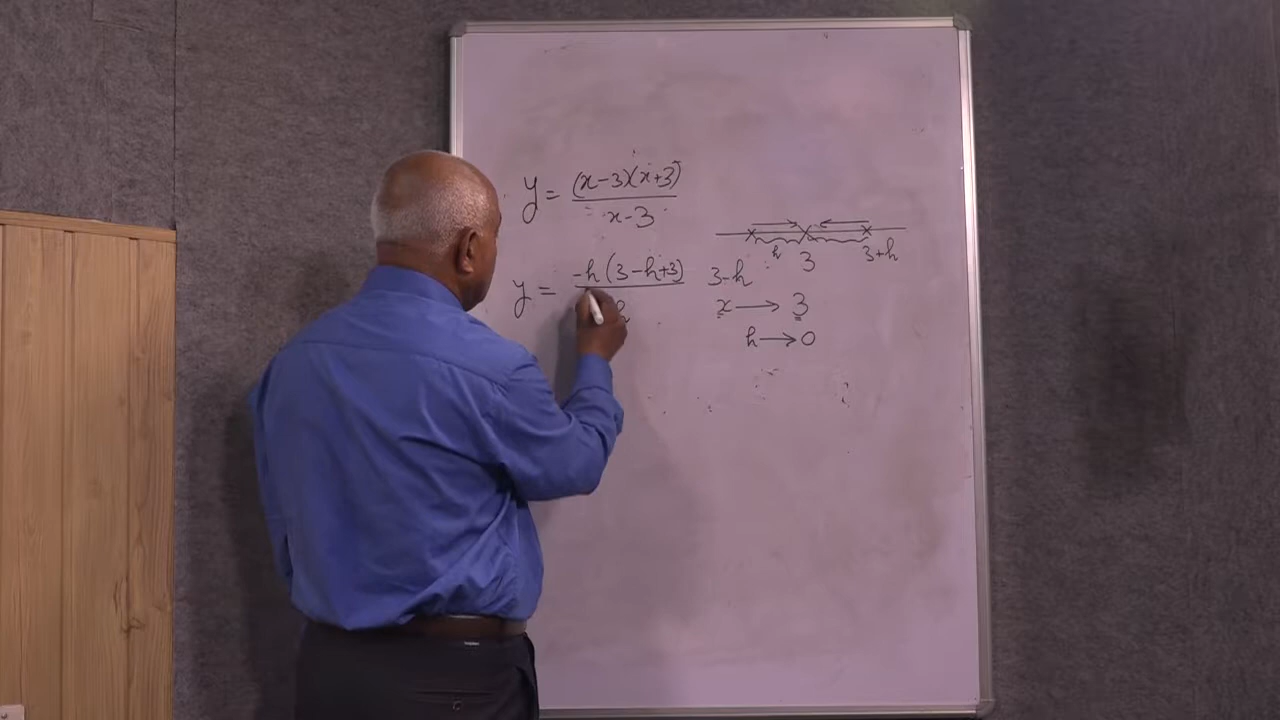 y = (x-3)(x+3)
x-3
h 3 3+h
y = -h (3-h+3)
h
3-h
x → 3
h → 0